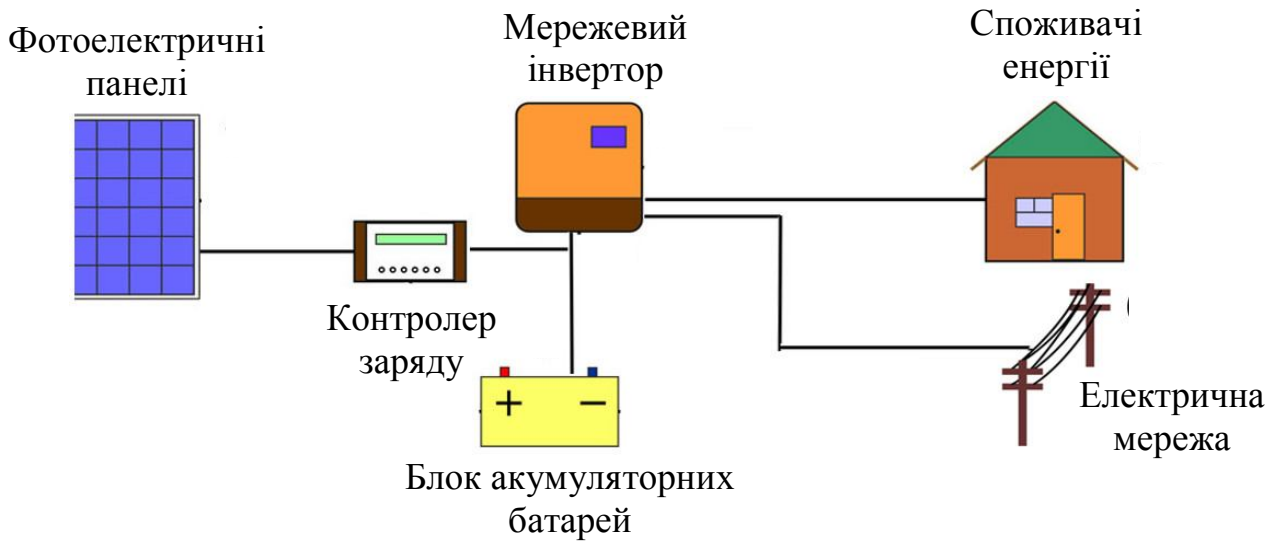 Фотоелектричні
панелі
Мережевий
інвертор
Споживачі
енергії
Контролер
заряду
+ −
Блок акумуляторних
батарей
Електрична
мережа